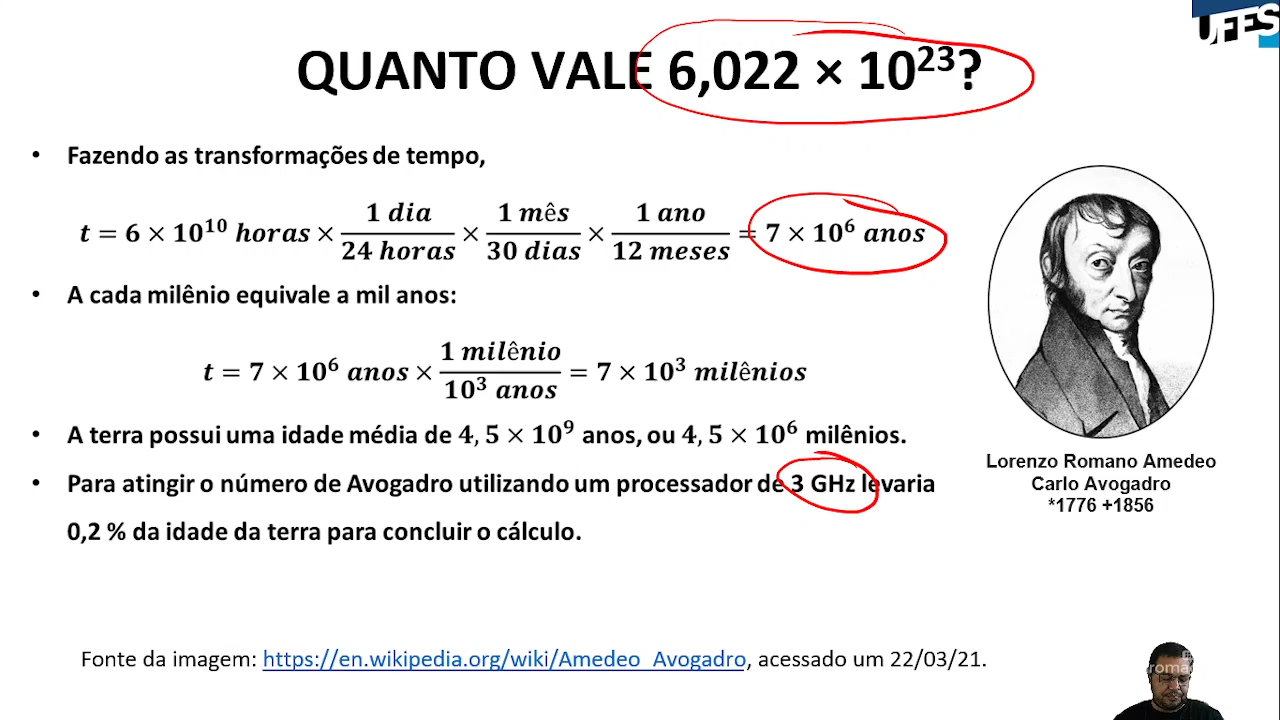 UFES
QUANTO VALE 6,022 × 10²³?
• Fazendo as transformações de tempo,
t = 6 × 10¹⁰ horas × 1 dia / 24 horas × 1 mês / 30 dias × 1 ano / 12 meses = 7 × 10⁶ anos
• A cada milênio equivale a mil anos:
t = 7 × 10⁶ anos × 1 milênio / 10³ anos = 7 × 10³ milênios
• A terra possui uma idade média de 4,5 × 10⁹ anos, ou 4,5 × 10⁶ milênios.
• Para atingir o número de Avogadro utilizando um processador de 3 GHz levaria
0,2 % da idade da terra para concluir o cálculo.
Lorenzo Romano Amedeo
Carlo Avogadro
*1776 +1856
Fonte da imagem: https://en.wikipedia.org/wiki/Amedeo_Avogadro, acessado um 22/03/21.